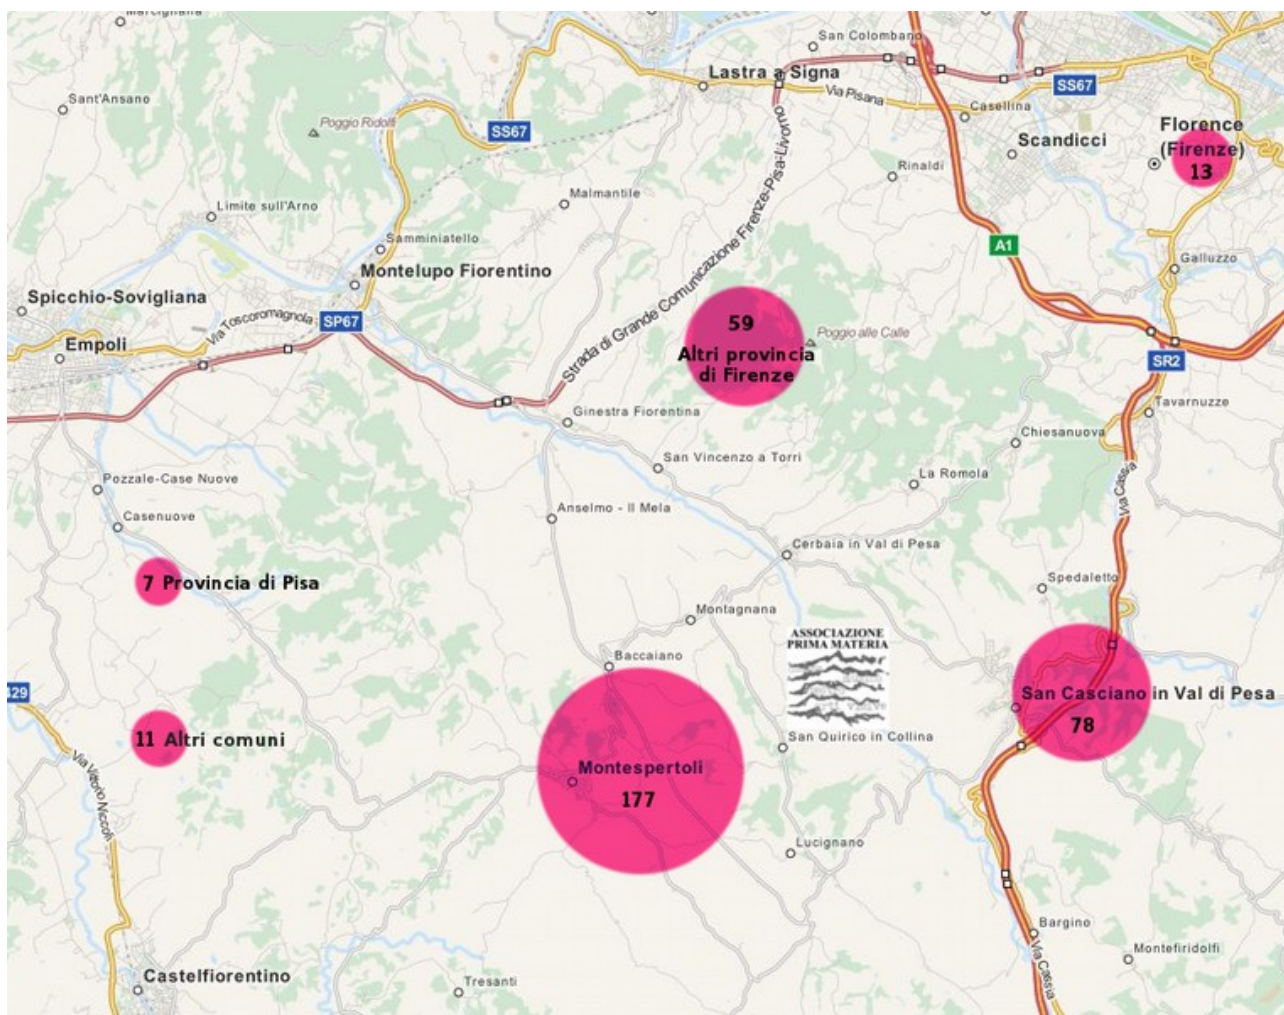 Marcignana
San Colombano
Lastra a Signa
SS67
Sant'Ansano
Via Pisana
Casellina
Poggio Ridolfi
SS67
Florence
(Firenze)
13
Scandicci
Rinaldi
Malmantile
Limite sull'Arno
Samminiatello
A1
Galluzzo
Montelupo Fiorentino
Spicchio-Sovigliana
Via Toscoromagnola
SP67
Strada di Grande Comunicazione Firenze-Pisa-Livorno
59
Altri provincia
di Firenze
Poggio alle Calle
Empoli
SR2
Tavarnuzze
Ginestra Fiorentina
Chiesanuova
San Vincenzo a Torri
La Romola
Via Cassia
Pozzale-Case Nuove
Casenuove
Anselmo - Il Mela
Cerbaia in Val di Pesa
7 Provincia di Pisa
Spedaletto
Montagnana
ASSOCIAZIONE
PRIMA MATERIA
Baccaiano
429
San Casciano in Val di Pesa
78
11 Altri comuni
San Quirico in Collina
Via Vittorio Niccoli
Montespertoli
177
Lucignano
Bargino
Montefiridolfi
Via Cassia
Castelfiorentino
Tresanti